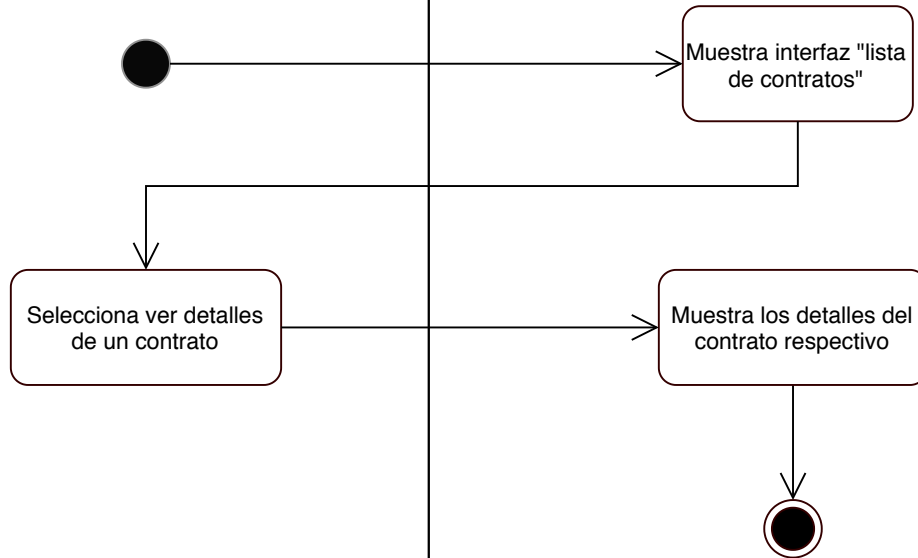 Muestra interfaz "lista
de contratos"
Selecciona ver detalles
de un contrato
Muestra los detalles del
contrato respectivo